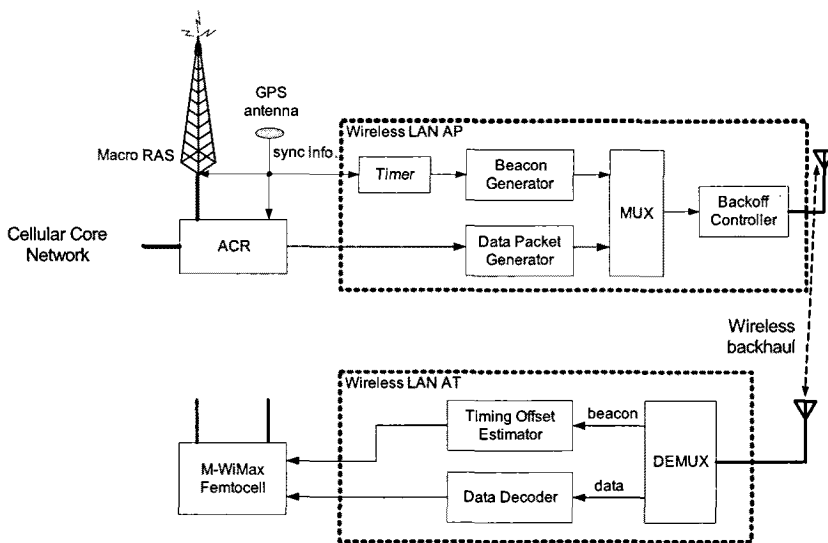 GPS
antenna
Macro RAS
sync info.
Wireless LAN AP
Timer
Beacon
Generator
MUX
Backoff
Controller
Cellular Core
Network
ACR
Data Packet
Generator
Wireless
backhaul
Wireless LAN AT
Timing Offset
Estimator
beacon
DEMUX
M-WiMax
Femtocell
Data Decoder
data